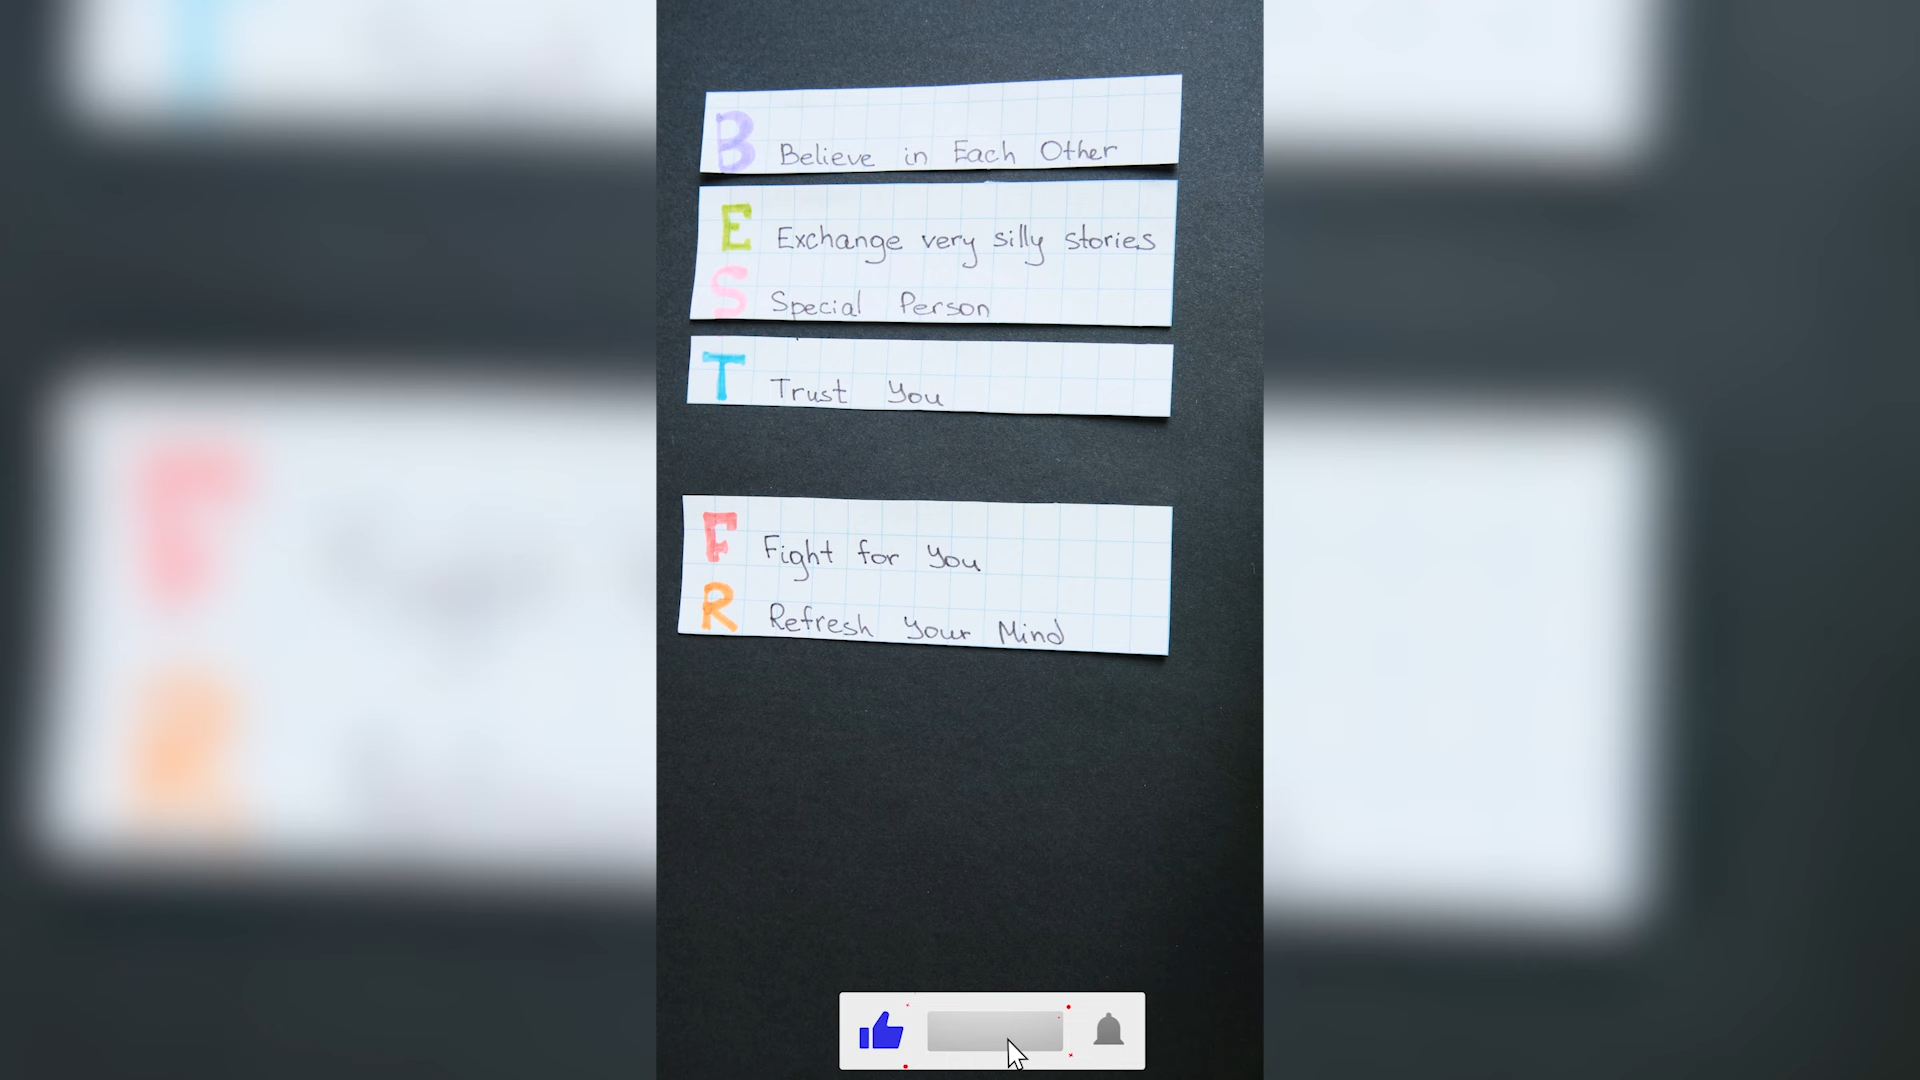 B Believe in Each Other
E Exchange very silly stories
S Special Person
T Trust You
F Fight for You
R Refresh Your Mind